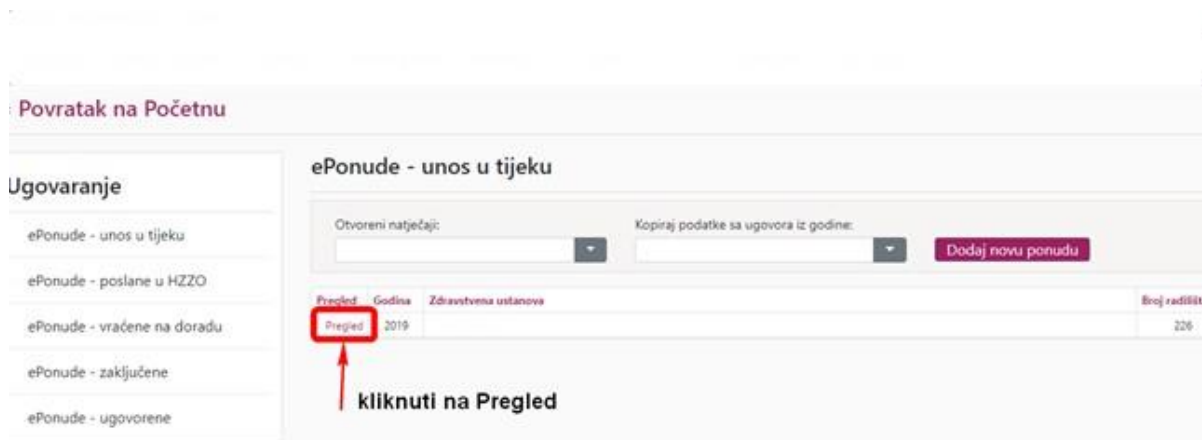 Povratak na Početnu
Ugovaranje
ePonude - unos u tijeku
ePonude - poslane u HZZO
ePonude - vraćene na doradu
ePonude - zaključene
ePonude - ugovorene
ePonude - unos u tijeku
Otvoreni natječaji: Kopiraj podatke sa ugovora iz godine:
Dodaj novu ponudu
Pregled Godina Zdravstvena ustanova Broj radilišt
Pregled 2019 226
kliknuti na Pregled